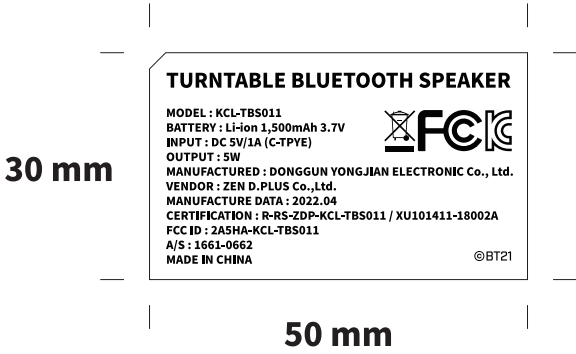 TURNTABLE BLUETOOTH SPEAKER
MODEL : KCL-TBS011
BATTERY : Li-ion 1,500mAh 3.7V
INPUT : DC 5V/1A (C-TPYE)
OUTPUT : 5W
MANUFACTURED : DONGGUN YONGJIAN ELECTRONIC Co., Ltd.
VENDOR : ZEN D.PLUS Co.,Ltd.
MANUFACTURE DATA : 2022.04
CERTIFICATION : R-RS-ZDP-KCL-TBS011 / XU101411-18002A
FCC ID : 2A5HA-KCL-TBS011
A/S : 1661-0662
MADE IN CHINA
FC
©BT21
30 mm
50 mm